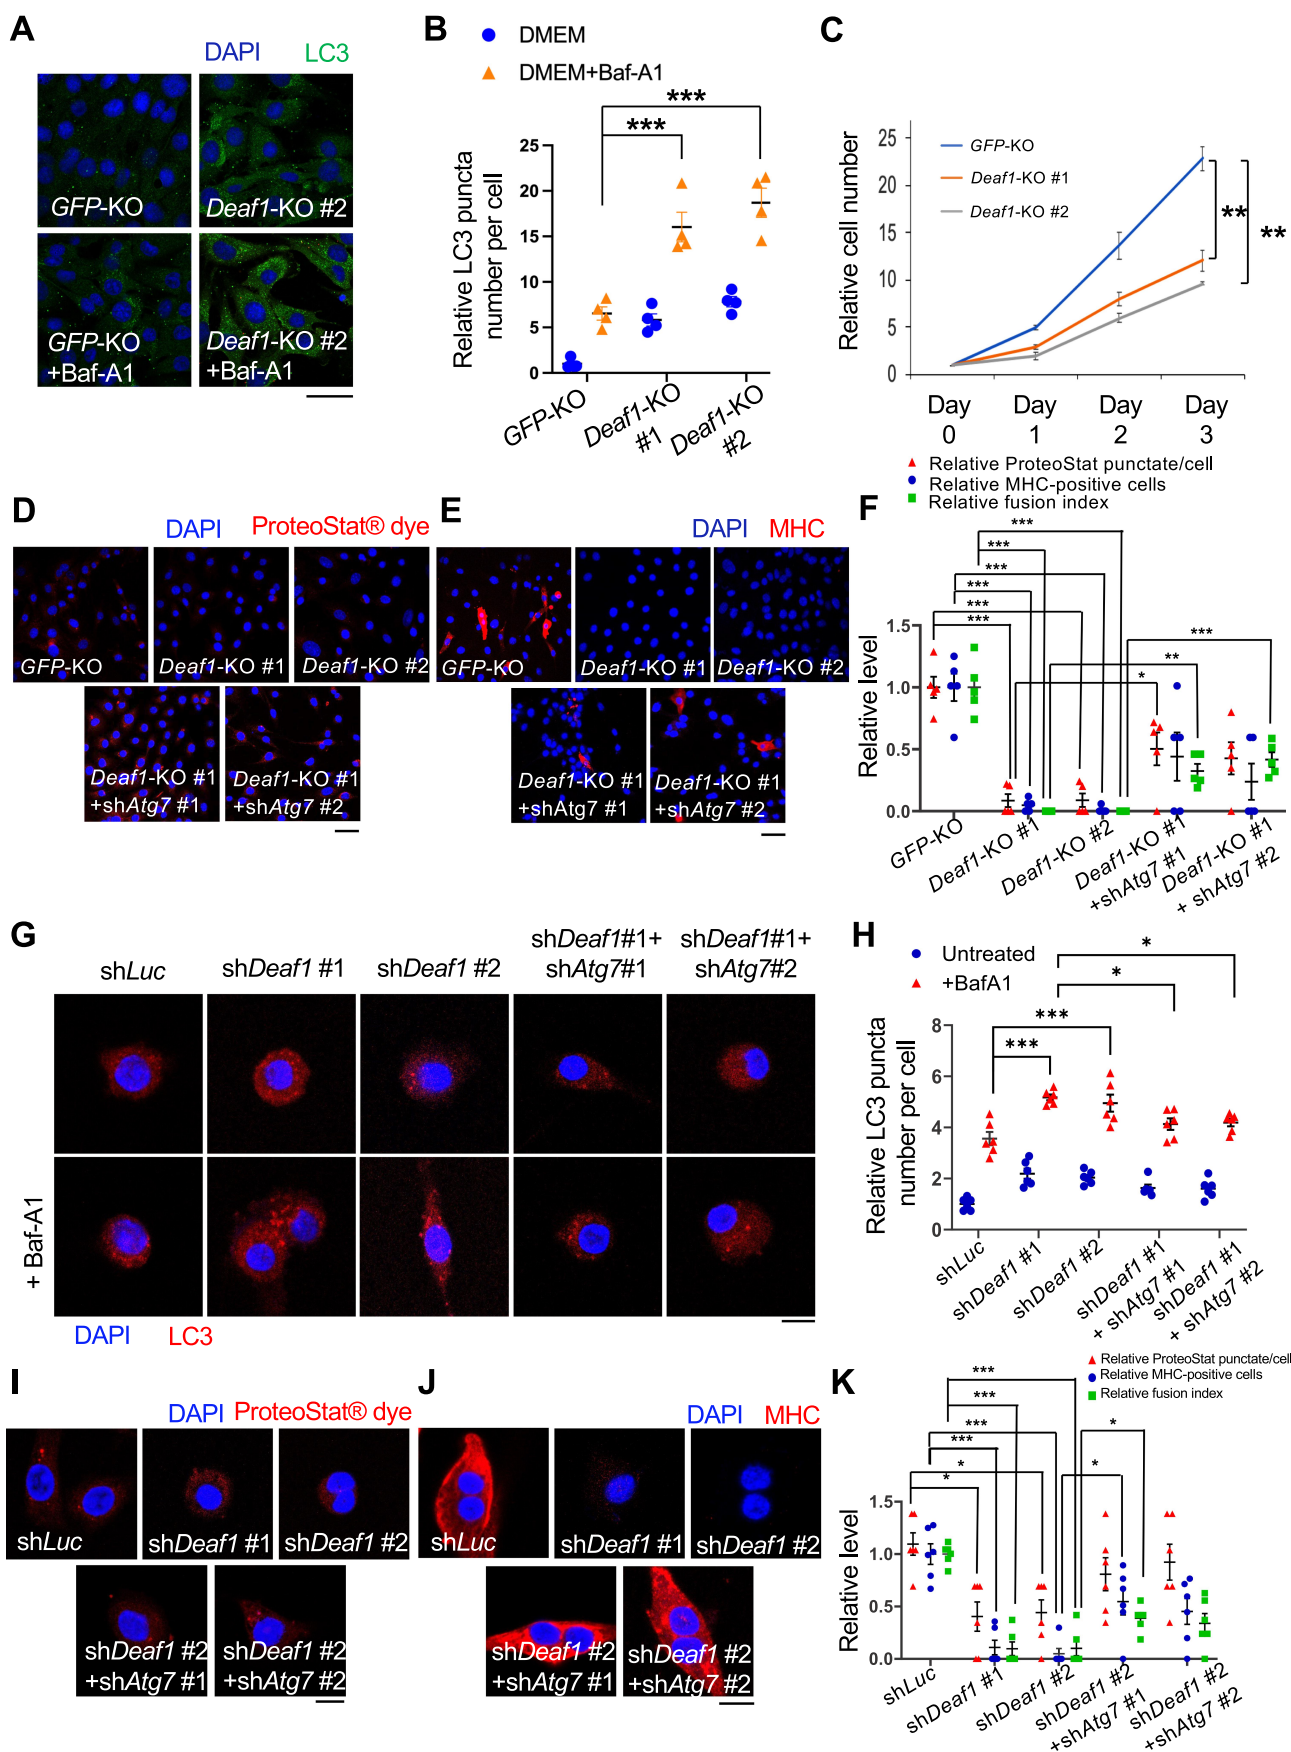 A
DAPI LC3
GFP-KO
Deaf1-KO #2
GFP-KO
+Baf-A1
Deaf1-KO #2
+Baf-A1
B
DMEM
DMEM+Baf-A1
***
***
Relative LC3 puncta
number per cell
25
20
15
10
5
0
GFP-KO
Deaf1-KO
#1
Deaf1-KO
#2
C
Relative cell number
25
20
15
10
5
0
GFP-KO
Deaf1-KO #1
Deaf1-KO #2
**
**
Day
0
Day
1
Day
2
Day
3
D
DAPI ProteoStat® dye
GFP-KO
Deaf1-KO #1
Deaf1-KO #2
Deaf1-KO #1
+shAtg7 #1
Deaf1-KO #1
+shAtg7 #2
E
DAPI MHC
GFP-KO
Deaf1-KO #1
Deaf1-KO #2
Deaf1-KO #1
+shAtg7 #1
Deaf1-KO #1
+shAtg7 #2
F
Relative ProteoStat punctate/cell
Relative MHC-positive cells
Relative fusion index
***
***
***
***
***
***
***
**
*
Relative level
1.5
1.0
0.5
0.0
GFP-KO
Deaf1-KO #1
Deaf1-KO #2
Deaf1-KO #1
+shAtg7 #1
Deaf1-KO #1
+ shAtg7 #2
G
shLuc
shDeaf1 #1
shDeaf1 #2
shDeaf1#1+
shAtg7#1
shDeaf1#1+
shAtg7#2
+ Baf-A1
DAPI LC3
H
Untreated
+BafA1
*
*
***
***
Relative LC3 puncta
number per cell
8
6
4
2
0
shLuc
shDeaf1 #1
shDeaf1 #2
shDeaf1 #1
+ shAtg7 #1
shDeaf1 #1
+ shAtg7 #2
I
DAPI ProteoStat® dye
shLuc
shDeaf1 #1
shDeaf1 #2
shDeaf1 #2
+shAtg7 #1
shDeaf1 #2
+shAtg7 #2
J
DAPI MHC
shLuc
shDeaf1 #1
shDeaf1 #2
shDeaf1 #2
+shAtg7 #1
shDeaf1 #2
+shAtg7 #2
K
Relative ProteoStat punctate/cell
Relative MHC-positive cells
Relative fusion index
***
***
***
***
*
*
*
*
Relative level
1.5
1.0
0.5
0.0
shLuc
shDeaf1 #1
shDeaf1 #2
shDeaf1 #2
+shAtg7 #1
shDeaf1 #2
+shAtg7 #2